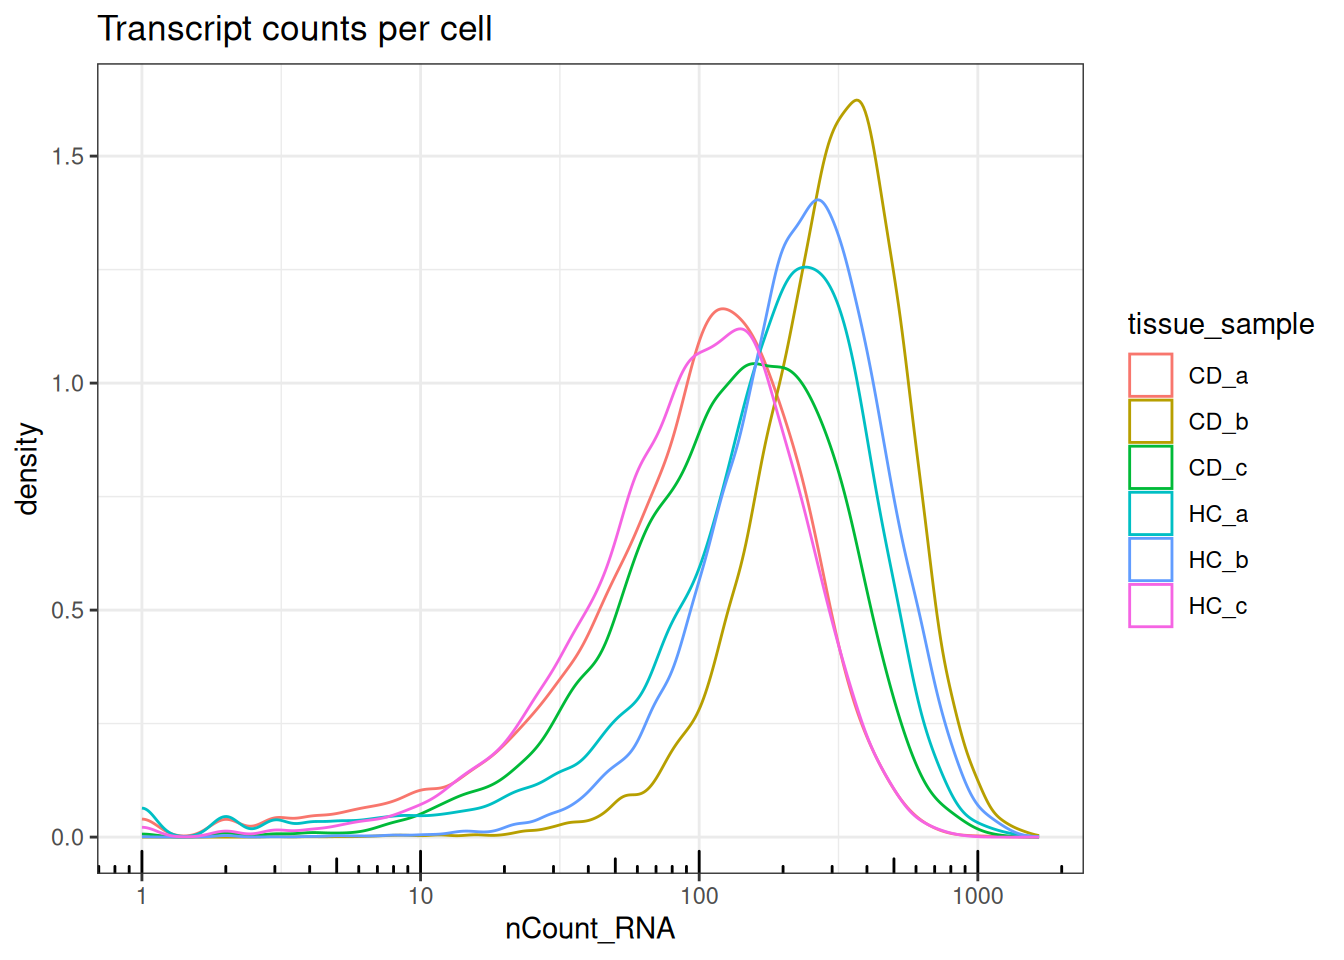 Transcript counts per cell
1.5
1.0
0.5
0.0
density
1
10
100
1000
nCount_RNA
tissue_sample
CD_a
CD_b
CD_c
HC_a
HC_b
HC_c